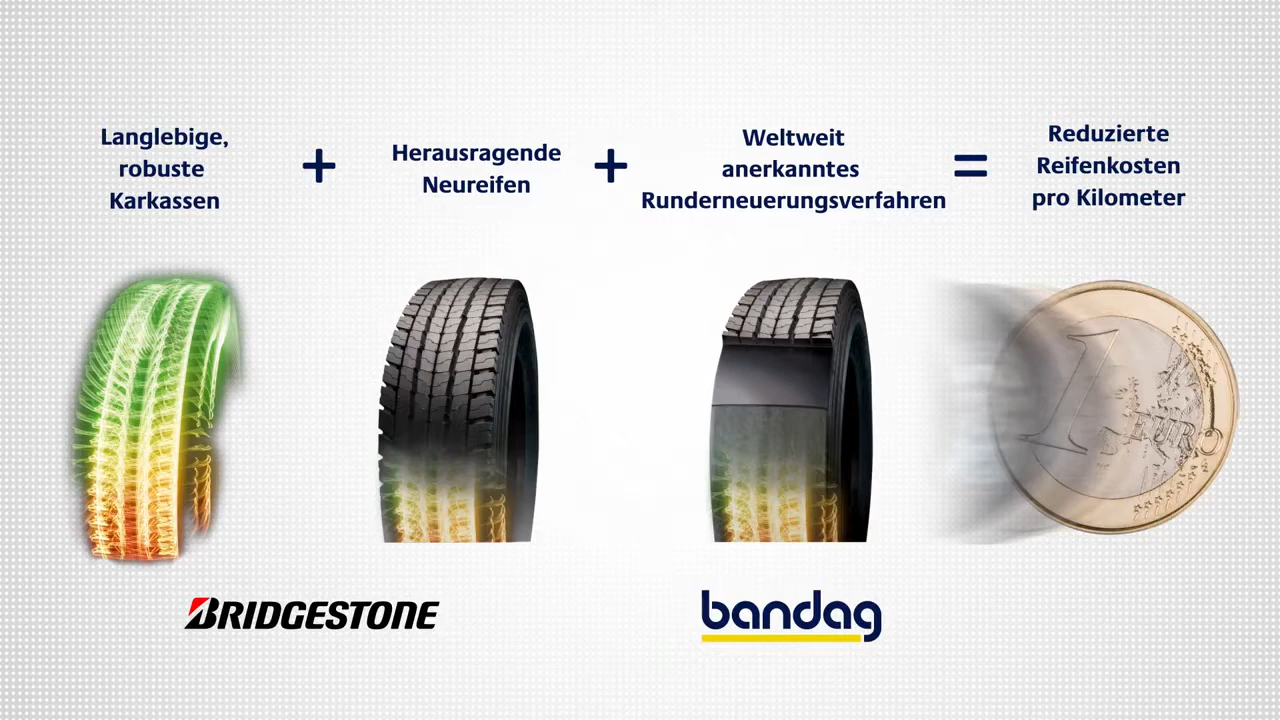 Langlebige,
robuste
Karkassen
+
Herausragende
Neureifen
+
Weltweit
anerkanntes
Runderneuerungsverfahren
=
Reduzierte
Reifenkosten
pro Kilometer
1
EURO
BRIDGESTONE
bandag